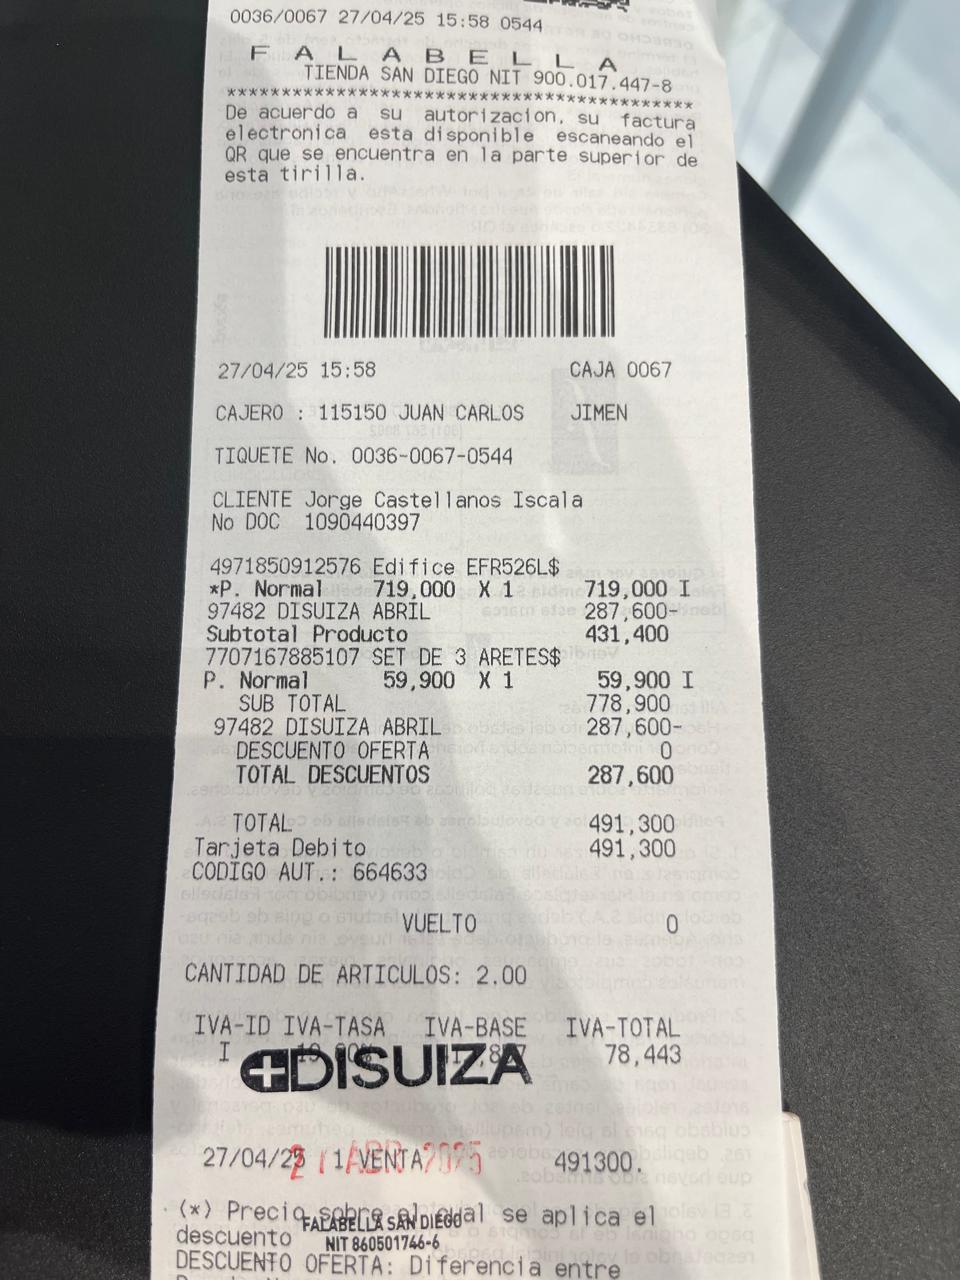 0036/0067 27/04/25 15:58 0544
F A L A B E L L A
TIENDA SAN DIEGO NIT 900.017.447-8
******************************************
De acuerdo a su autorizacion, su factura
electronica esta disponible escaneando el
QR que se encuentra en la parte superior de
esta tirilla.
27/04/25 15:58 CAJA 0067
CAJERO : 115150 JUAN CARLOS JIMEN
TIQUETE No. 0036-0067-0544
CLIENTE Jorge Castellanos Iscala
No DOC 1090440397
4971850912576 Edifice EFR526L$
*P. Normal 719,000 X 1 719,000 I
97482 DISUIZA ABRIL 287,600-
Subtotal Producto 431,400
7707167885107 SET DE 3 ARETES$
P. Normal 59,900 X 1 59,900 I
SUB TOTAL 778,900
97482 DISUIZA ABRIL 287,600-
DESCUENTO OFERTA 0
TOTAL DESCUENTOS 287,600
TOTAL 491,300
Tarjeta Debito 491,300
CODIGO AUT.: 664633
VUELTO 0
CANTIDAD DE ARTICULOS: 2.00
IVA-ID IVA-TASA IVA-BASE IVA-TOTAL
I 78,443
DISUIZA
27/04/25 1 VENTA 491300.
ABR 2025
(*) Precio sobre el cual se aplica el
descuento
FALABELLA SAN DIEGO
NIT 860501746-6
DESCUENTO OFERTA: Diferencia entre